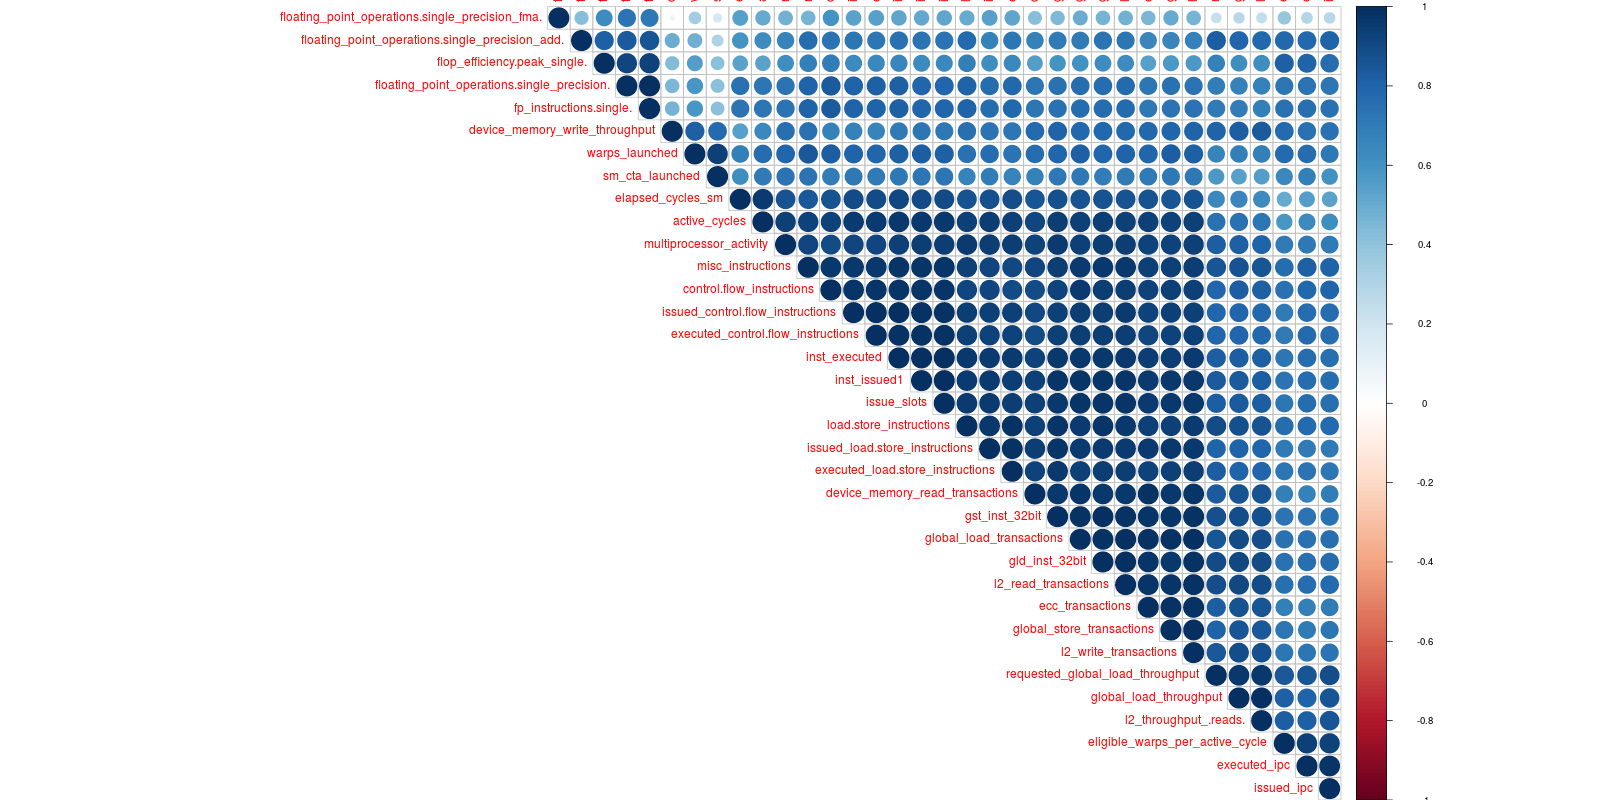 floating_point_operations.single_precision_fma.
floating_point_operations.single_precision_add.
flop_efficiency.peak_single.
floating_point_operations.single_precision.
fp_instructions.single.
device_memory_write_throughput
warps_launched
sm_cta_launched
elapsed_cycles_sm
active_cycles
multiprocessor_activity
misc_instructions
control.flow_instructions
issued_control.flow_instructions
executed_control.flow_instructions
inst_executed
inst_issued1
issue_slots
load.store_instructions
issued_load.store_instructions
executed_load.store_instructions
device_memory_read_transactions
gst_inst_32bit
global_load_transactions
gld_inst_32bit
l2_read_transactions
ecc_transactions
global_store_transactions
l2_write_transactions
requested_global_load_throughput
global_load_throughput
l2_throughput_.reads.
eligible_warps_per_active_cycle
executed_ipc
issued_ipc
1
0.8
0.6
0.4
0.2
0
-0.2
-0.4
-0.6
-0.8